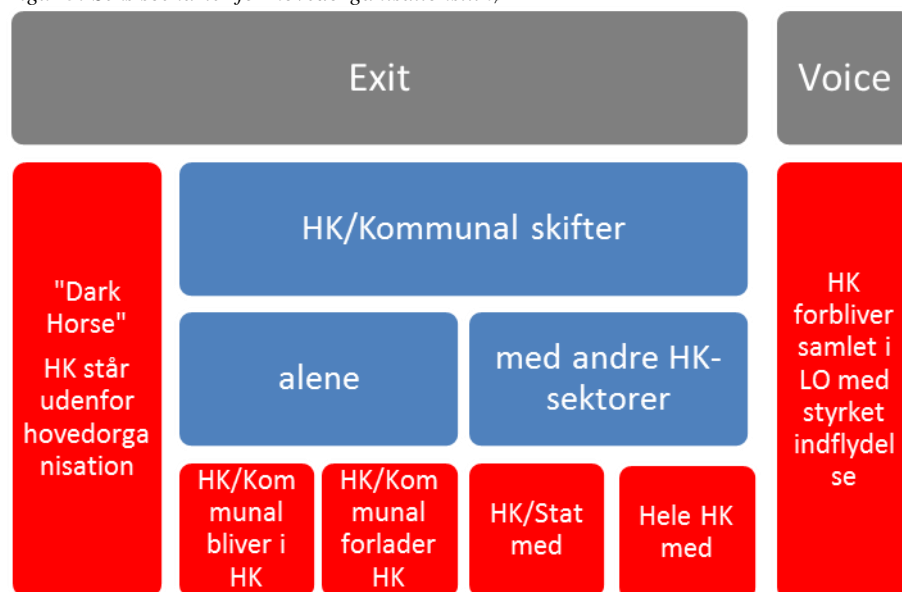 Exit
Voice
HK/Kommunal skifter
"Dark
Horse"
HK står
udenfor
hovedorga
nisation
alene
med andre HK-
sektorer
HK/Kom
munal
bliver i
HK
HK/Kom
munal
forlader
HK
HK/Stat
med
Hele HK
med
HK
forbliver
samlet i
LO med
styrket
indflydel
se